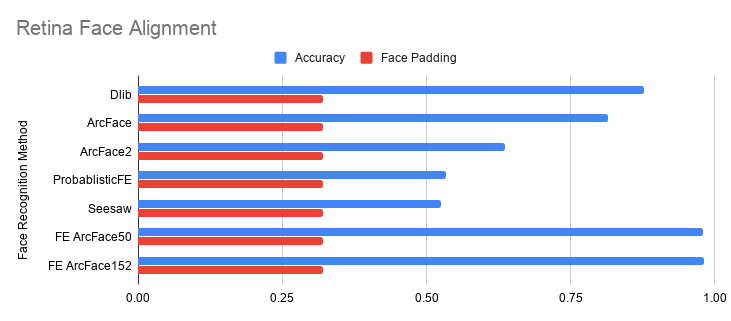 Retina Face Alignment
Accuracy Face Padding
Face Recognition Method
Dlib
ArcFace
ArcFace2
ProbablisticFE
Seesaw
FE ArcFace50
FE ArcFace152
0.00 0.25 0.50 0.75 1.00